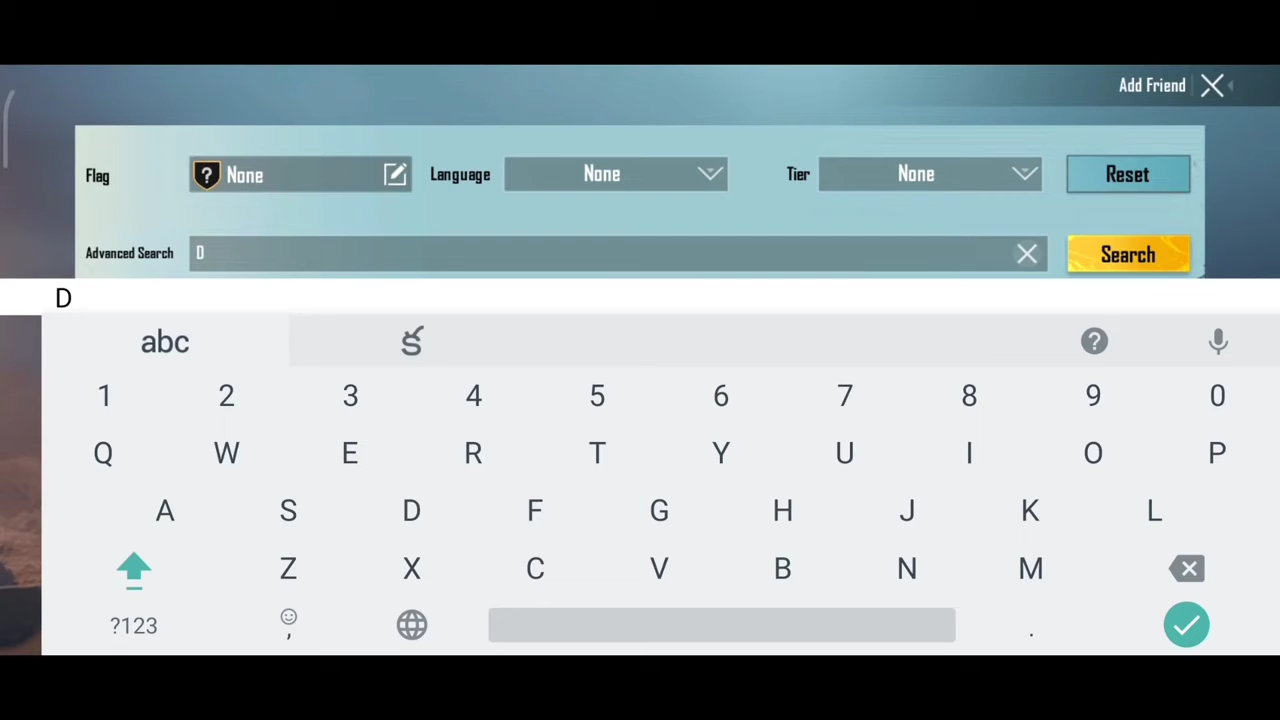 Add Friend
Flag None Language None Tier None Reset
Advanced Search D Search
D
abc క
1 2 3 4 5 6 7 8 9 0
Q W E R T Y U I O P
A S D F G H J K L
Z X C V B N M
?123 , .